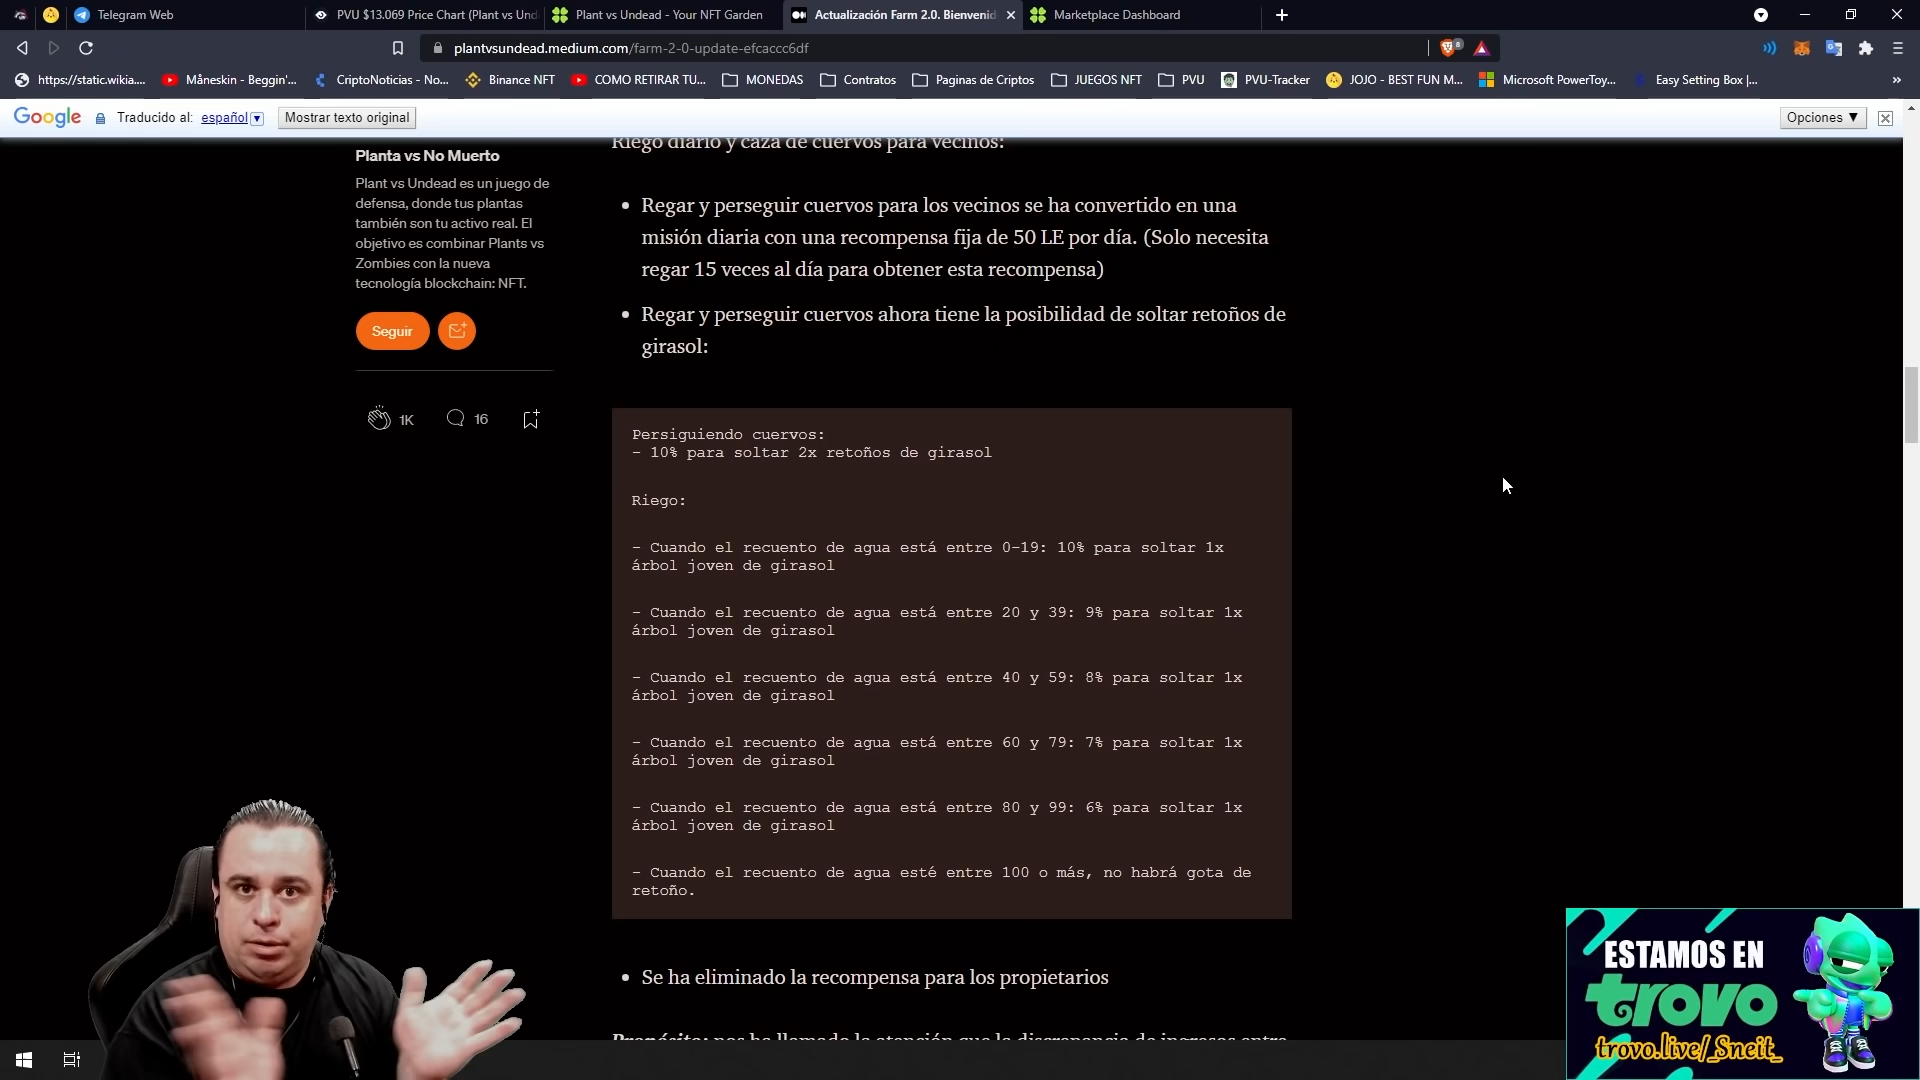 Telegram Web
PVU $13.069 Price Chart (Plant vs Und
Plant vs Undead - Your NFT Garden
Actualización Farm 2.0. Bienvenid
Marketplace Dashboard
plantvsundead.medium.com/farm-2-0-update-efcaccc6df
8
https://static.wikia....
Måneskin - Beggin'...
CriptoNoticias - No...
Binance NFT
COMO RETIRAR TU...
MONEDAS
Contratos
Paginas de Criptos
JUEGOS NFT
PVU
PVU-Tracker
JOJO - BEST FUN M...
Microsoft PowerToy...
Easy Setting Box |...
Google
Traducido al: español
Mostrar texto original
Opciones ▼
Planta vs No Muerto
Plant vs Undead es un juego de
defensa, donde tus plantas
también son tu activo real. El
objetivo es combinar Plants vs
Zombies con la nueva
tecnología blockchain: NFT.
Seguir
1K
16
Riego diario y caza de cuervos para vecinos:
• Regar y perseguir cuervos para los vecinos se ha convertido en una
misión diaria con una recompensa fija de 50 LE por día. (Solo necesita
regar 15 veces al día para obtener esta recompensa)
• Regar y perseguir cuervos ahora tiene la posibilidad de soltar retoños de
girasol:
Persiguiendo cuervos:
- 10% para soltar 2x retoños de girasol
Riego:
- Cuando el recuento de agua está entre 0-19: 10% para soltar 1x
árbol joven de girasol
- Cuando el recuento de agua está entre 20 y 39: 9% para soltar 1x
árbol joven de girasol
- Cuando el recuento de agua está entre 40 y 59: 8% para soltar 1x
árbol joven de girasol
- Cuando el recuento de agua está entre 60 y 79: 7% para soltar 1x
árbol joven de girasol
- Cuando el recuento de agua está entre 80 y 99: 6% para soltar 1x
árbol joven de girasol
- Cuando el recuento de agua esté entre 100 o más, no habrá gota de
retoño.
• Se ha eliminado la recompensa para los propietarios
Propósito: nos ha llamado la atención que la discrepancia de ingresos entre
ESTAMOS EN
trovo
trovo.live/_Sneit_